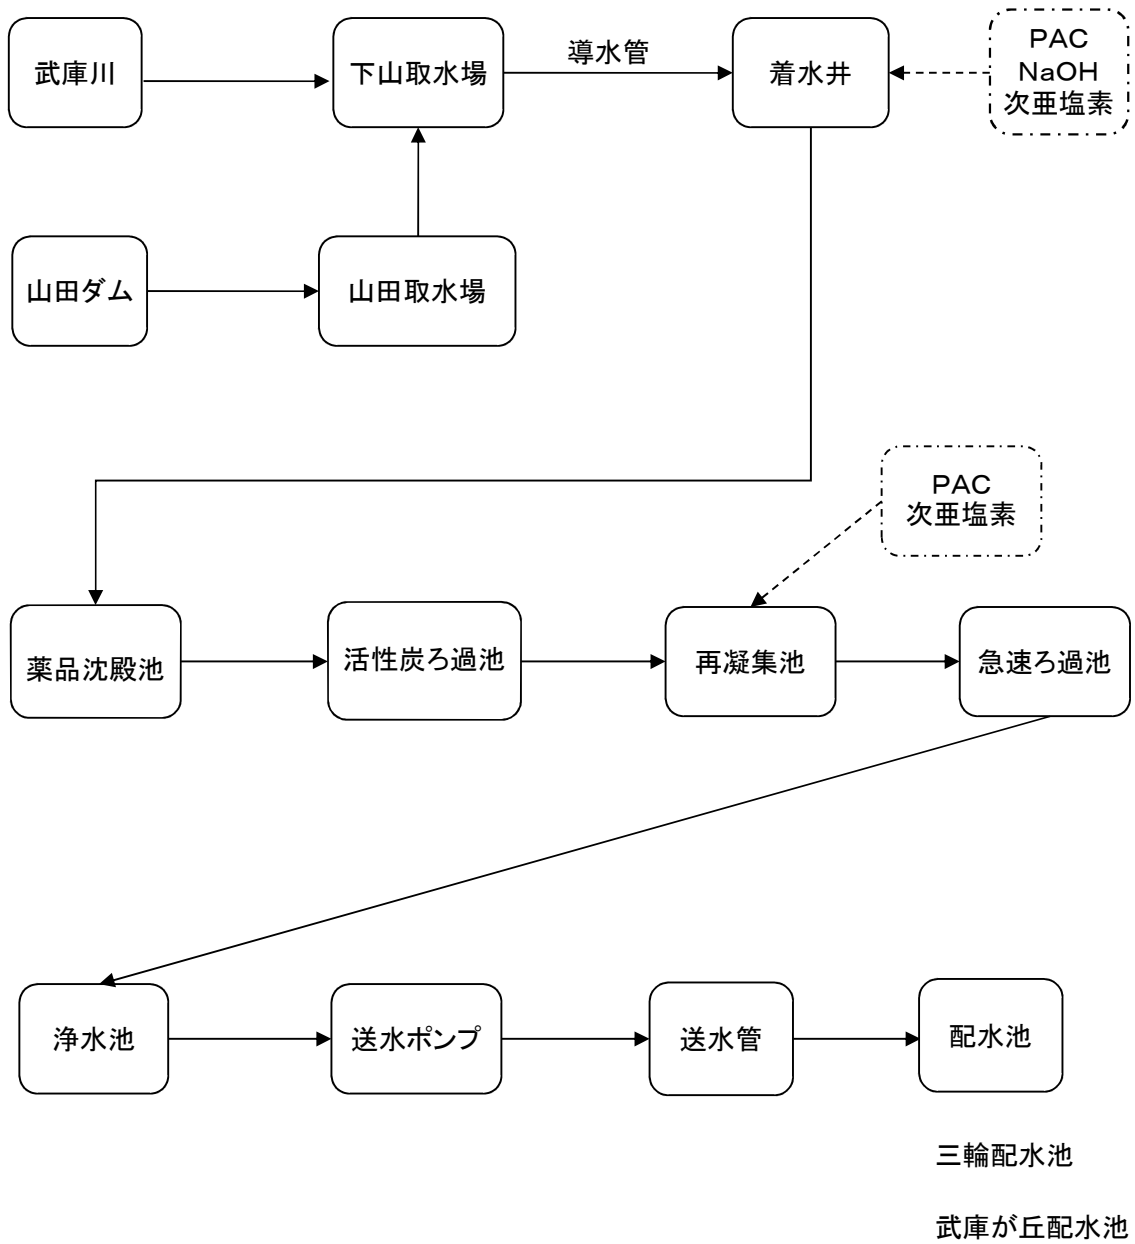 武庫川
下山取水場
導水管
着水井
PAC
NaOH
次亜塩素
山田ダム
山田取水場
PAC
次亜塩素
薬品沈殿池
活性炭ろ過池
再凝集池
急速ろ過池
浄水池
送水ポンプ
送水管
配水池
三輪配水池
武庫が丘配水池